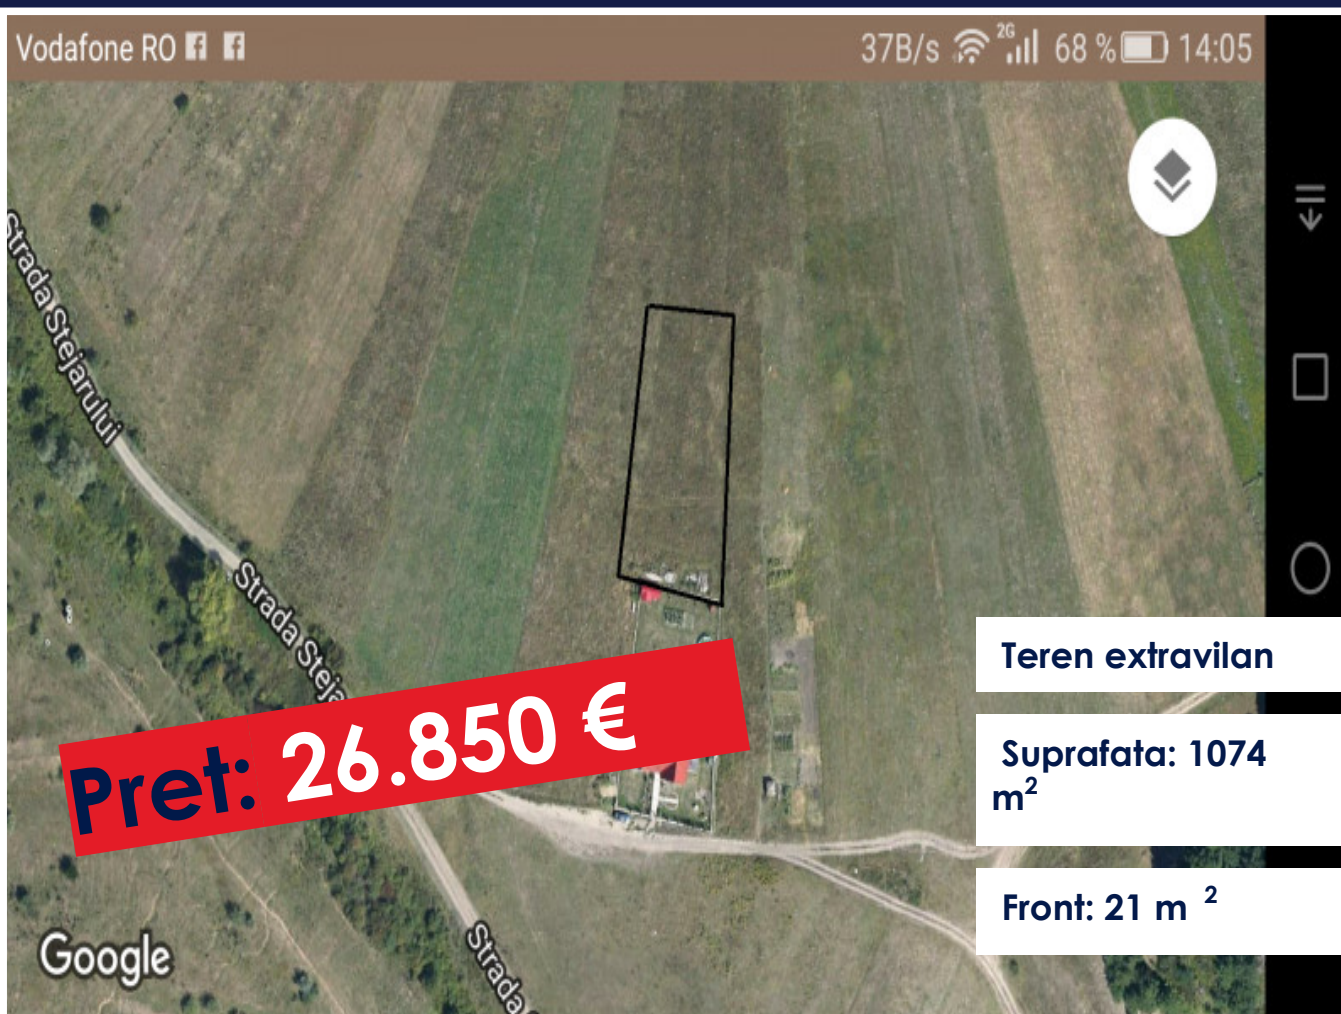 Vodafone RO
37B/s 2G 68 % 14:05
Strada Stejarului
Strada Steja
Teren extravilan
Pret: 26.850 €
Suprafata: 1074
m²
Front: 21 m ²
Google
Strada